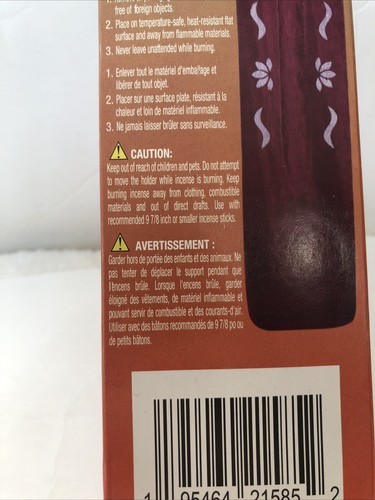 free of foreign objects.
2. Place on temperature-safe, heat-resistant flat
surface and away from flammable materials.
3. Never leave unattended while burning.
1. Enlever tout le matériel d'emballage et
libérer de tout objet.
2. Placer sur une surface plate, résistant à la
chaleur et loin de matériel inflammable.
3. Ne jamais laisser brûler sans surveillance.
CAUTION:
Keep out of reach of children and pets. Do not attempt
to move the holder while incense is burning. Keep
burning incense away from clothing, combustible
materials and out of direct drafts. Use with
recommended 9 7/8 inch or smaller incense sticks.
AVERTISSEMENT :
Garder hors de portée des enfants et des animaux. Ne
pas tenter de déplacer le support pendant que
l'encens brûle. Lorsque l'encens brûle, garder
éloigné des vêtements, de matériel inflammable et
pouvant servir de combustible et des courants-d'air.
Utiliser avec des bâtons recommandés de 9 7/8 po ou
de petits bâtons.
1 95464 21585 2